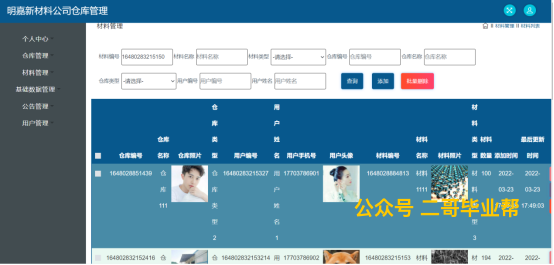 明嘉新材料公司仓库管理
材料管理
材料管理 材料列表
个人中心
仓库管理
材料管理
基础数据管理
公告管理
用户管理
材料编号 16480283215150 材料名称 材料名称 材料类型 -请选择- 仓库编号 仓库编号 仓库名称 仓库名称
仓库类型 -请选择- 用户编号 用户编号 用户姓名 用户姓名 查询 添加 批量删除
仓库编号 仓库名称 仓库照片 仓库类型 用户编号 用户姓名 用户手机号 用户头像 材料编号 材料名称 材料照片 材料类型 材料数量 添加时间 最后更新时间
1648028851439 仓库111 仓库类型2 1648028215327 用户姓名1 17703786901 1648028884813 材料1111 材料类型3 100 2022-03-23 2022-03-23 17:49:03
公众号 二哥毕业帮
164802832152416 仓 仓 164802832153214 用 17703786902 16480283215153 材料 材 194 2022- 2022-